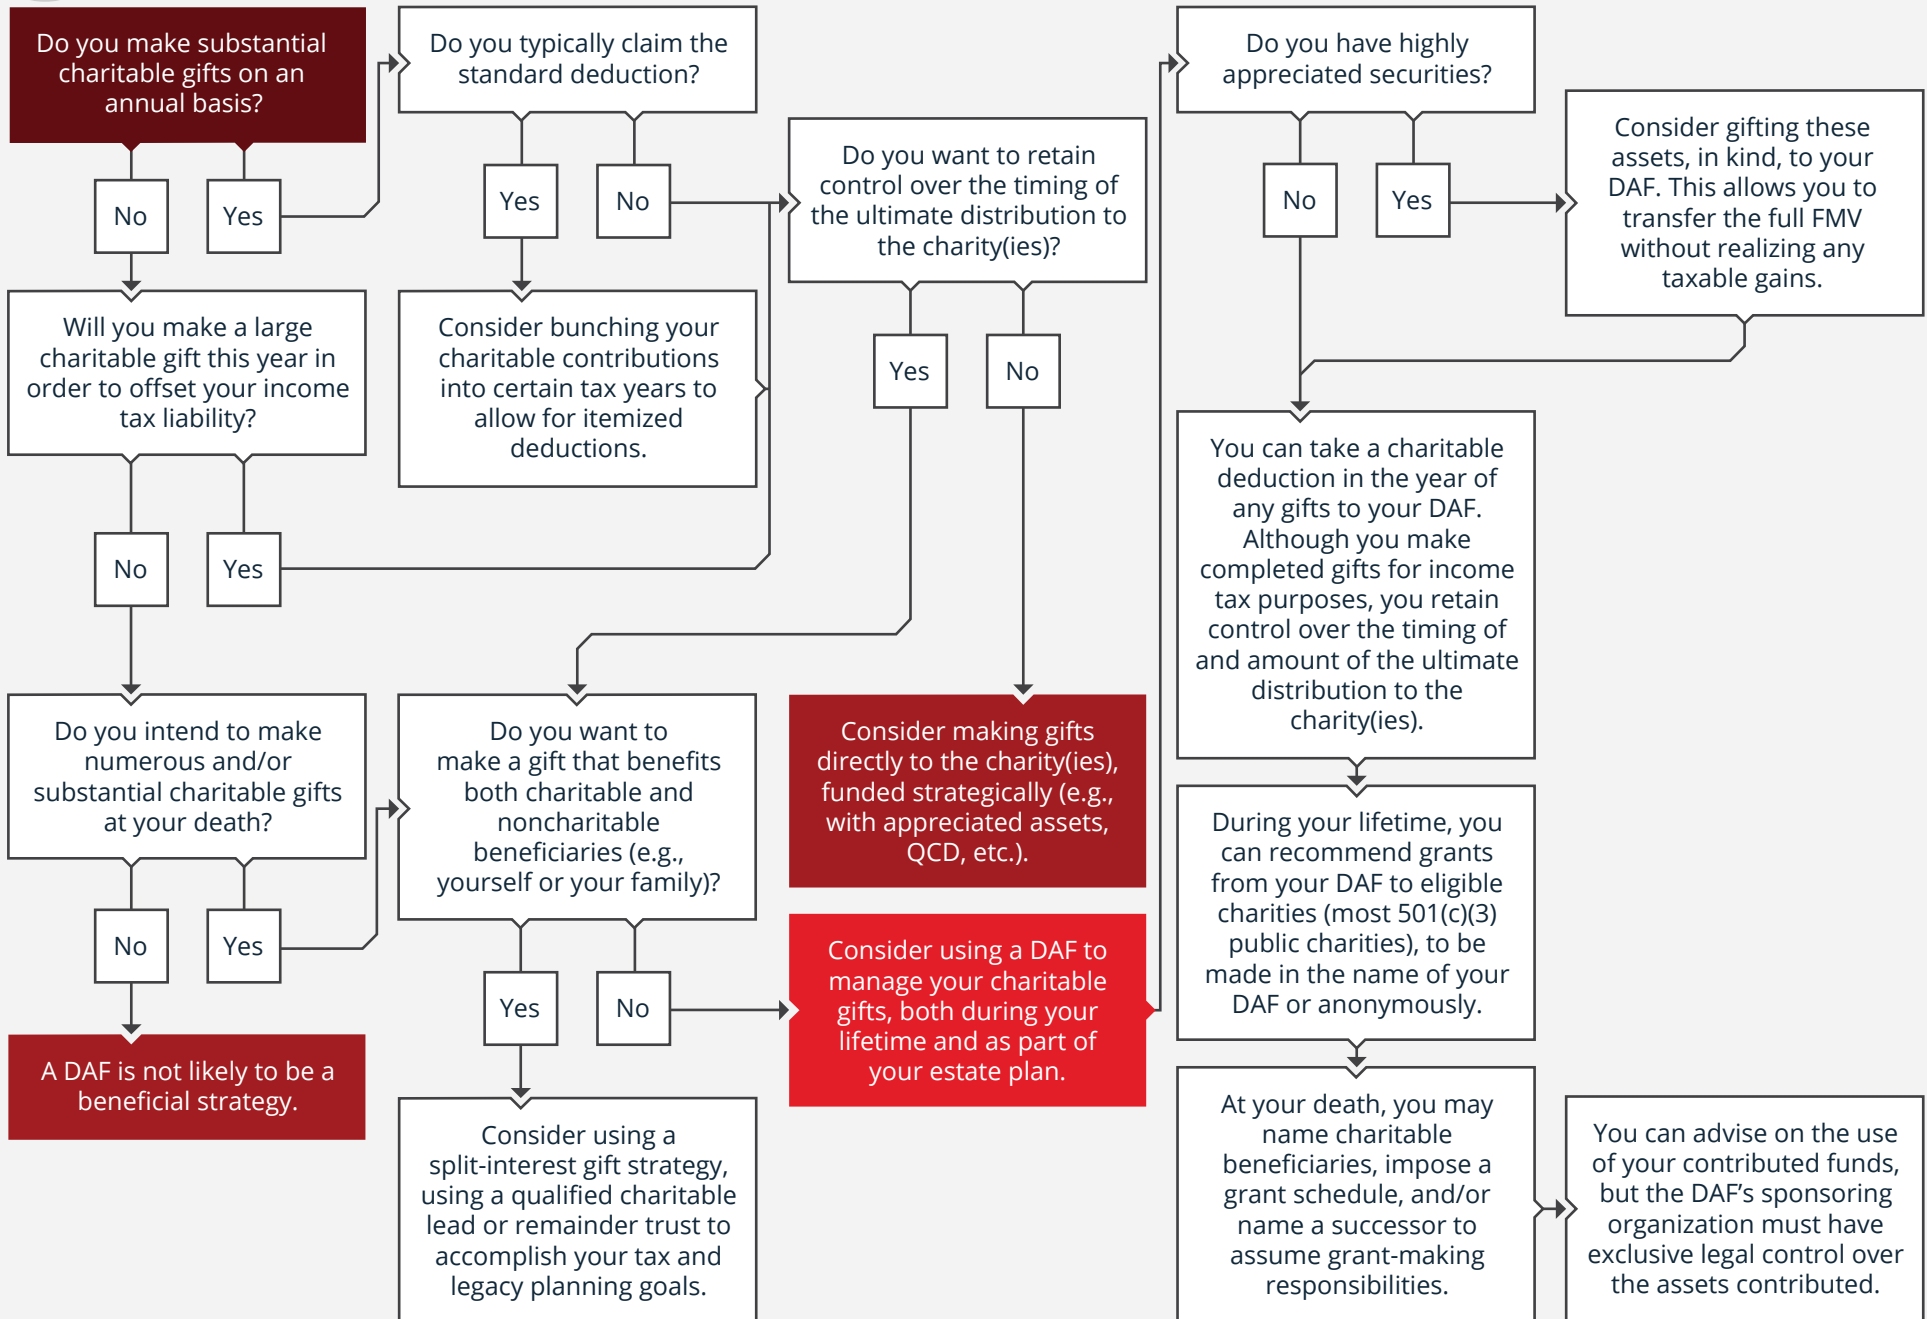 Do you make substantial
charitable gifts on an
annual basis?
No
Yes
Will you make a large
charitable gift this year in
order to offset your income
tax liability?
No
Yes
Do you intend to make
numerous and/or
substantial charitable gifts
at your death?
No
Yes
A DAF is not likely to be a
beneficial strategy.
Do you typically claim the
standard deduction?
Yes
No
Consider bunching your
charitable contributions
into certain tax years to
allow for itemized
deductions.
Do you want to retain
control over the timing of
the ultimate distribution to
the charity(ies)?
Yes
No
Do you want to
make a gift that benefits
both charitable and
noncharitable
beneficiaries (e.g.,
yourself or your family)?
Yes
No
Consider using a
split-interest gift strategy,
using a qualified charitable
lead or remainder trust to
accomplish your tax and
legacy planning goals.
Consider making gifts
directly to the charity(ies),
funded strategically (e.g.,
with appreciated assets,
QCD, etc.).
Consider using a DAF to
manage your charitable
gifts, both during your
lifetime and as part of
your estate plan.
Do you have highly
appreciated securities?
No
Yes
Consider gifting these
assets, in kind, to your
DAF. This allows you to
transfer the full FMV
without realizing any
taxable gains.
You can take a charitable
deduction in the year of
any gifts to your DAF.
Although you make
completed gifts for income
tax purposes, you retain
control over the timing of
and amount of the ultimate
distribution to the
charity(ies).
During your lifetime, you
can recommend grants
from your DAF to eligible
charities (most 501(c)(3)
public charities), to be
made in the name of your
DAF or anonymously.
At your death, you may
name charitable
beneficiaries, impose a
grant schedule, and/or
name a successor to
assume grant-making
responsibilities.
You can advise on the use
of your contributed funds,
but the DAF’s sponsoring
organization must have
exclusive legal control over
the assets contributed.